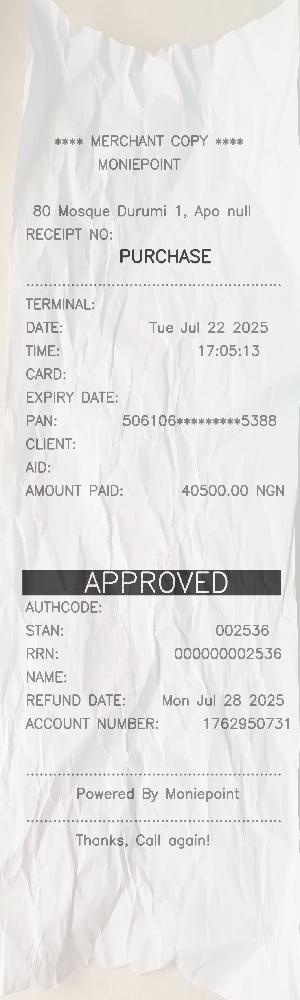 **** MERCHANT COPY ****
MONIEPOINT
80 Mosque Durumi 1, Apo null
RECEIPT NO:
PURCHASE
TERMINAL:
DATE: Tue Jul 22 2025
TIME: 17:05:13
CARD:
EXPIRY DATE:
PAN: 506106*********5388
CLIENT:
AID:
AMOUNT PAID: 40500.00 NGN
APPROVED
AUTHCODE:
STAN: 002536
RRN: 000000002536
NAME:
REFUND DATE: Mon Jul 28 2025
ACCOUNT NUMBER: 1762950731
Powered By Moniepoint
Thanks, Call again!